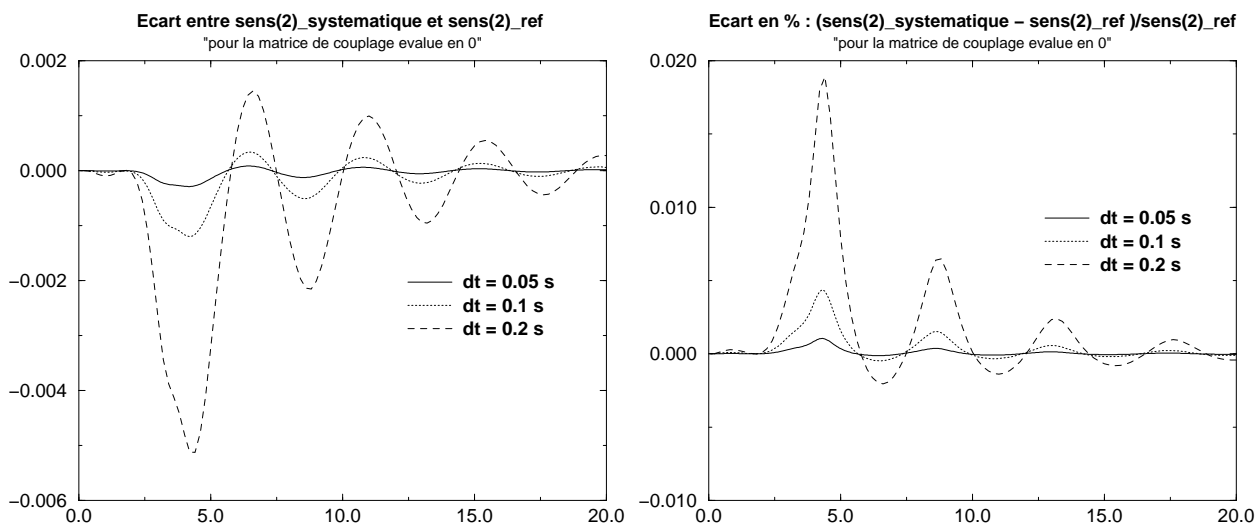 Ecart entre sens(2)_systematique et sens(2)_ref
"pour la matrice de couplage evalue en 0"
0.002
0.000
−0.002
−0.004
−0.006
0.0 5.0 10.0 15.0 20.0
dt = 0.05 s
dt = 0.1 s
dt = 0.2 s
Ecart en % : (sens(2)_systematique − sens(2)_ref )/sens(2)_ref
"pour la matrice de couplage evalue en 0"
0.020
0.010
0.000
−0.010
0.0 5.0 10.0 15.0 20.0
dt = 0.05 s
dt = 0.1 s
dt = 0.2 s